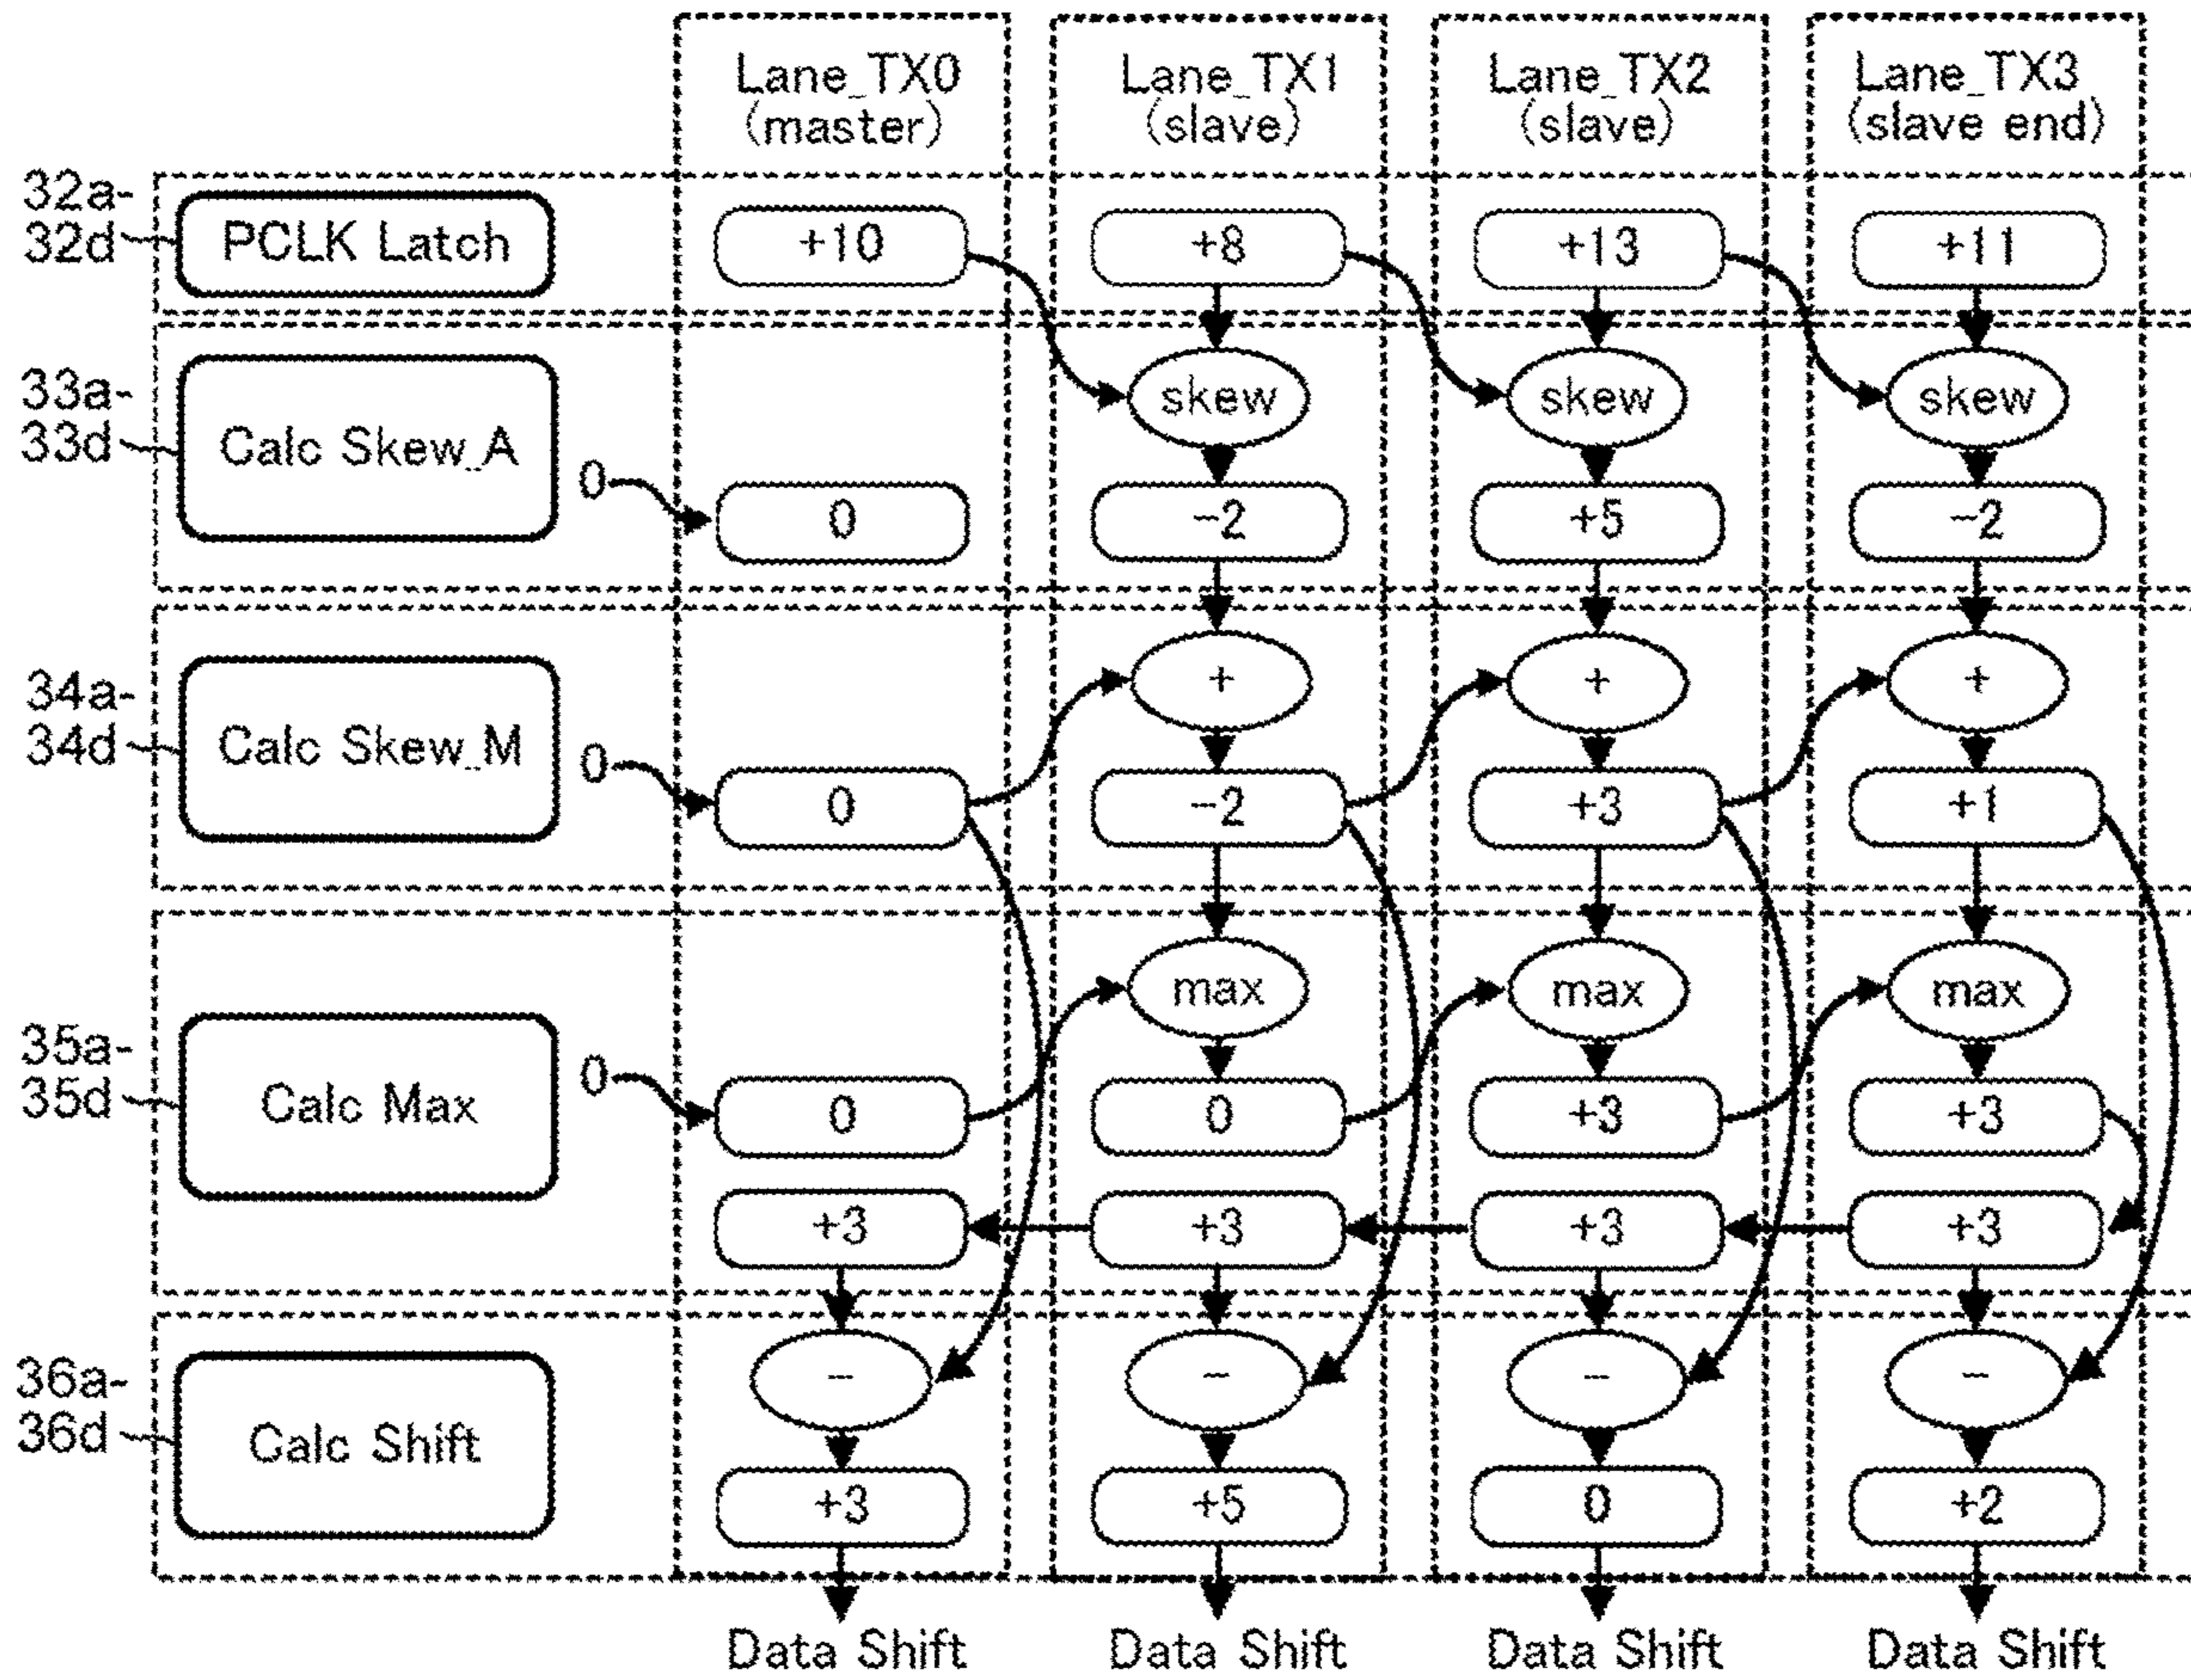 Lane_TX0
(master)
Lane_TX1
(slave)
Lane_TX2
(slave)
Lane_TX3
(slave end)
32a-
32d
PCLK Latch
+10
+8
+13
+11
33a-
33d
Calc Skew_A
skew
skew
skew
0
0
-2
+5
-2
34a-
34d
Calc Skew_M
+
+
+
0
0
-2
+3
+1
35a-
35d
Calc Max
max
max
max
0
0
0
+3
+3
+3
+3
+3
+3
36a-
36d
Calc Shift
-
-
-
-
+3
+5
0
+2
Data Shift
Data Shift
Data Shift
Data Shift